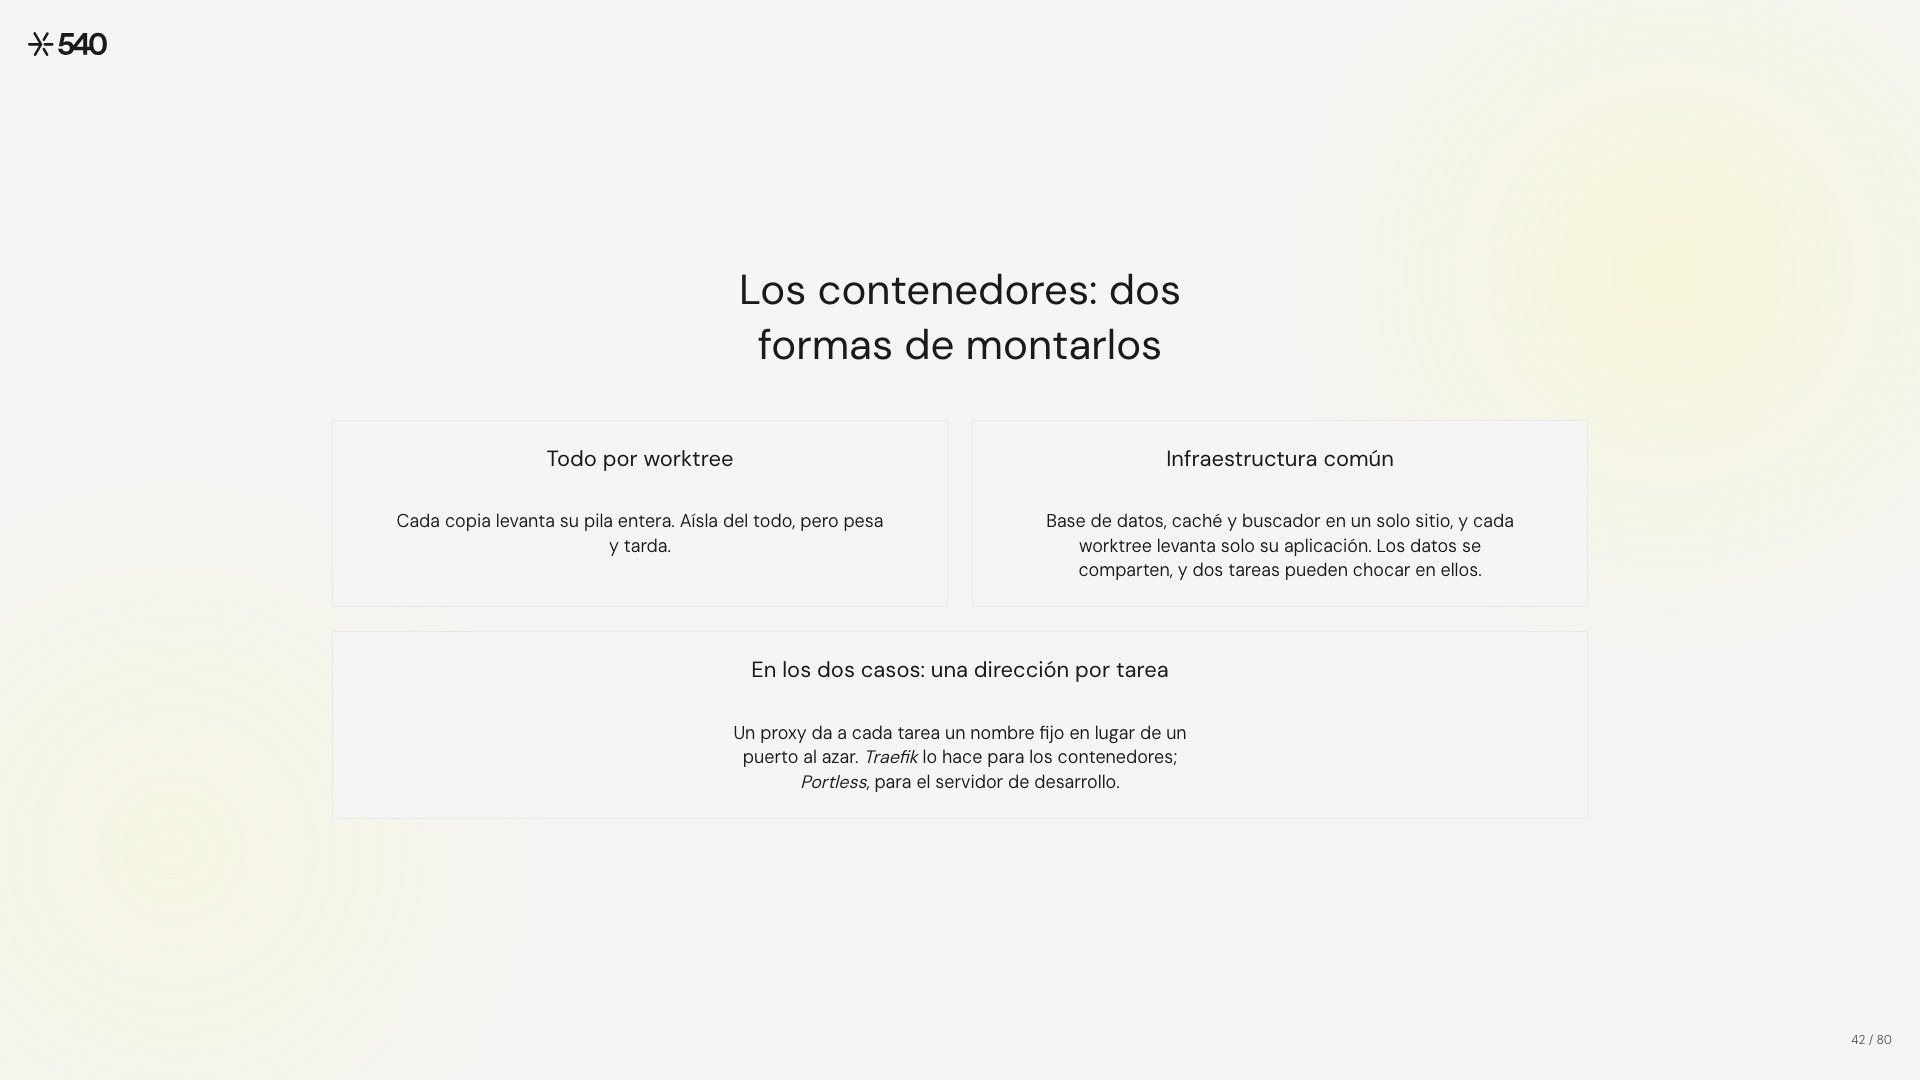 540
Los contenedores: dos
formas de montarlos
Todo por worktree
Cada copia levanta su pila entera. Aísla del todo, pero pesa
y tarda.
Infraestructura común
Base de datos, caché y buscador en un solo sitio, y cada
worktree levanta solo su aplicación. Los datos se
comparten, y dos tareas pueden chocar en ellos.
En los dos casos: una dirección por tarea
Un proxy da a cada tarea un nombre fijo en lugar de un
puerto al azar. Traefik lo hace para los contenedores;
Portless, para el servidor de desarrollo.
42 / 80